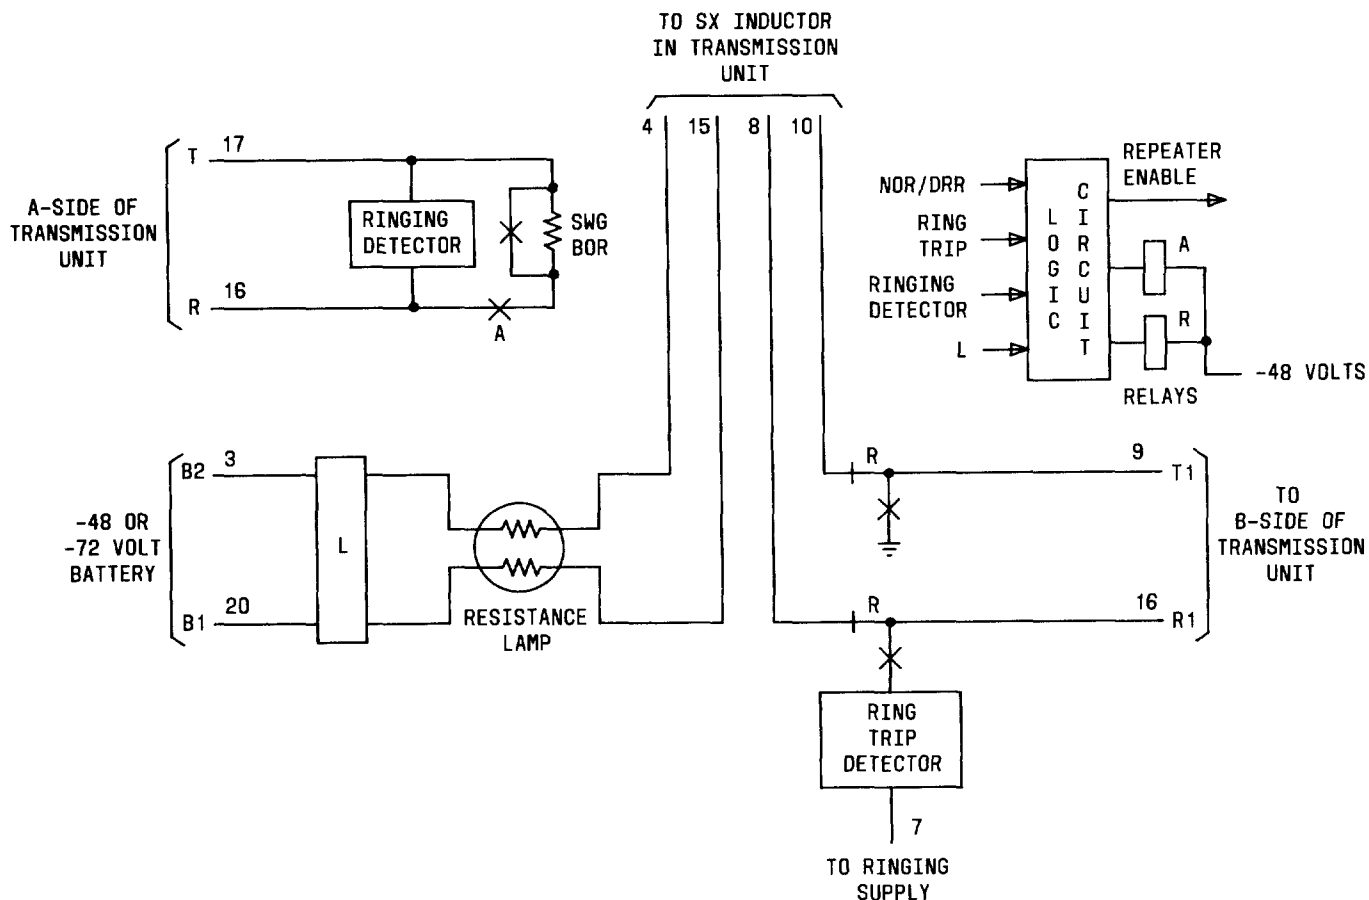 TO SX INDUCTOR
IN TRANSMISSION
UNIT
4 15 8 10
T 17
A-SIDE OF
TRANSMISSION
UNIT
R 16
RINGING
DETECTOR
SWG
BOR
A
NOR/DRR
RING
TRIP
RINGING
DETECTOR
L
LOGIC
CIRCUIT
REPEATER
ENABLE
A
R
RELAYS
-48 VOLTS
B2 3
-48 OR
-72 VOLT
BATTERY
B1 20
L
RESISTANCE
LAMP
R
9
T1
TO
B-SIDE OF
TRANSMISSION
UNIT
R
16
R1
RING
TRIP
DETECTOR
7
TO RINGING
SUPPLY